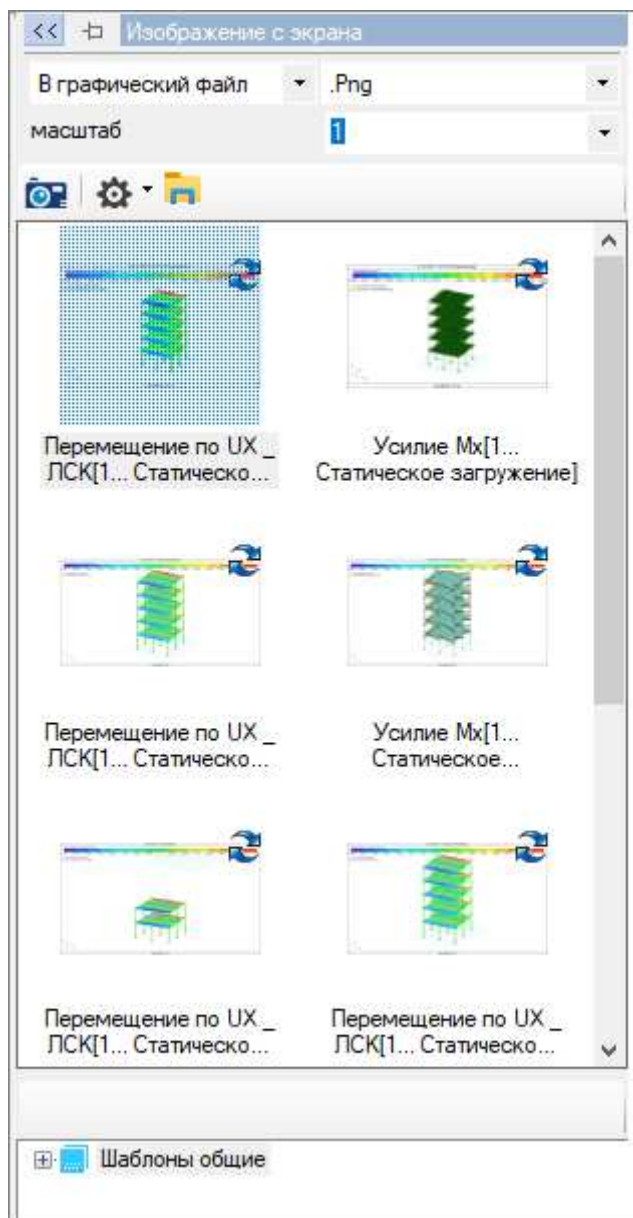 << Изображение с экрана
В графический файл .Png
масштаб 1
Перемещение по UX _
ЛСК[1... Статическо...
Усилие Mx[1...
Статическое загружение]
Перемещение по UX _
ЛСК[1... Статическо...
Усилие Mx[1...
Статическое...
Перемещение по UX _
ЛСК[1... Статическо...
Перемещение по UX _
ЛСК[1... Статическо...
Шаблоны общие